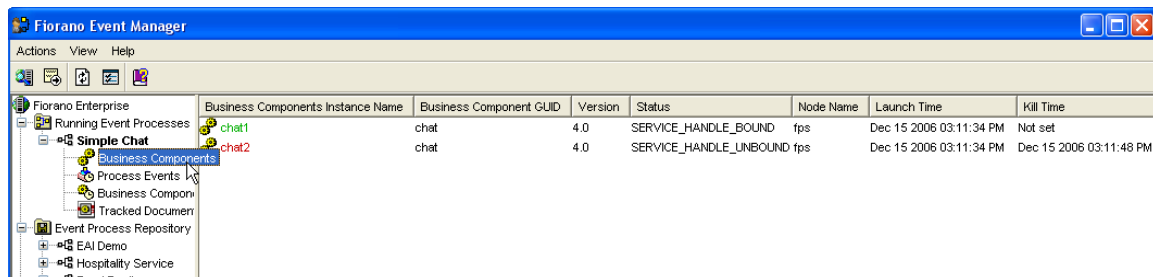 Fiorano Event Manager
Actions View Help
Fiorano Enterprise
Running Event Processes
Simple Chat
Business Components
Process Events
Business Compon
Tracked Documen
Event Process Repository
EAI Demo
Hospitality Service
Business Components Instance Name Business Component GUID Version Status Node Name Launch Time Kill Time
chat1 chat 4.0 SERVICE_HANDLE_BOUND fps Dec 15 2006 03:11:34 PM Not set
chat2 chat 4.0 SERVICE_HANDLE_UNBOUND fps Dec 15 2006 03:11:34 PM Dec 15 2006 03:11:48 PM